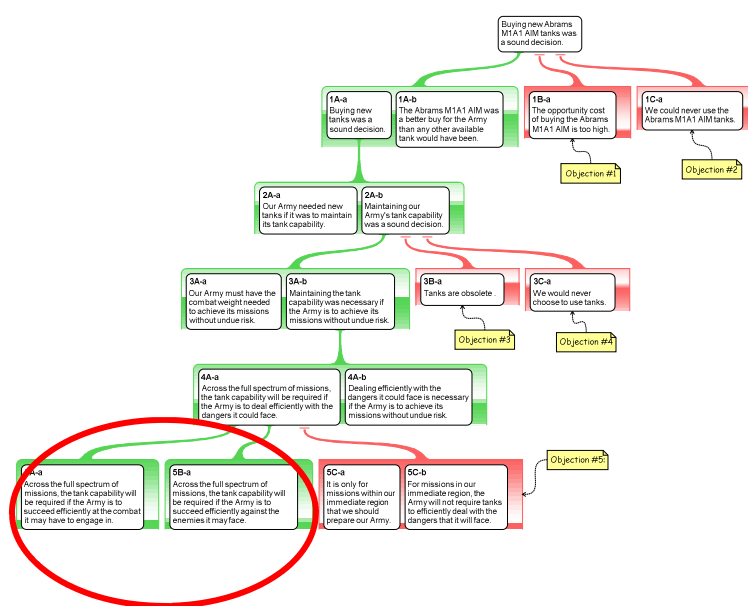 Buying new Abrams
M1A1 AIM tanks was
a sound decision.
1A-a
Buying new
tanks was a
sound decision.
1A-b
The Abrams M1A1 AIM was
a better buy for the Army
than any other available
tank would have been.
1B-a
The opportunity cost
of buying the Abrams
M1A1 AIM is too high.
1C-a
We could never use the
Abrams M1A1 AIM tanks.
Objection #1
Objection #2
2A-a
Our Army needed new
tanks if it was to maintain
its tank capability.
2A-b
Maintaining our
Army's tank capability
was a sound decision.
3A-a
Our Army must have the
combat weight needed
to achieve its missions
without undue risk.
3A-b
Maintaining the tank
capability was necessary if
the Army is to achieve its
missions without undue risk.
3B-a
Tanks are obsolete .
3C-a
We would never
choose to use tanks.
Objection #3
Objection #4
4A-a
Across the full spectrum of missions,
the tank capability will be required if
the Army is to deal efficiently with the
dangers it could face.
4A-b
Dealing efficiently with the
dangers it could face is necessary
if the Army is to achieve its
missions without undue risk.
A-a
Across the full spectrum of
missions, the tank capability will
be required if the Army is to
succeed efficiently at the combat
it may have to engage in.
5B-a
Across the full spectrum of
missions, the tank capability will
be required if the Army is to
succeed efficiently against the
enemies it may face.
5C-a
It is only for
missions within our
immediate region
that we should
prepare our Army.
5C-b
For missions in our
immediate region, the
Army will not require tanks
to efficiently deal with the
dangers that it will face.
Objection #5: